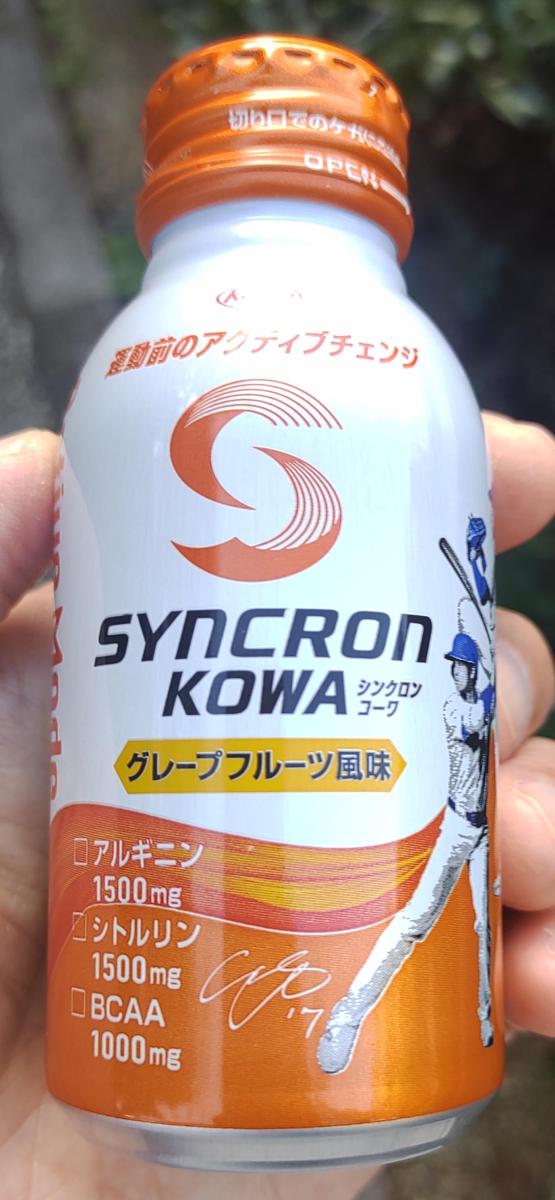 切り口でのケガに
OPEN
運動前のアクティブチェンジ
SYNCRON
KOWA
シンクロン
コーワ
グレープフルーツ風味
□アルギニン
1500mg
□シトルリン
1500mg
□BCAA
1000mg
'17
Mode